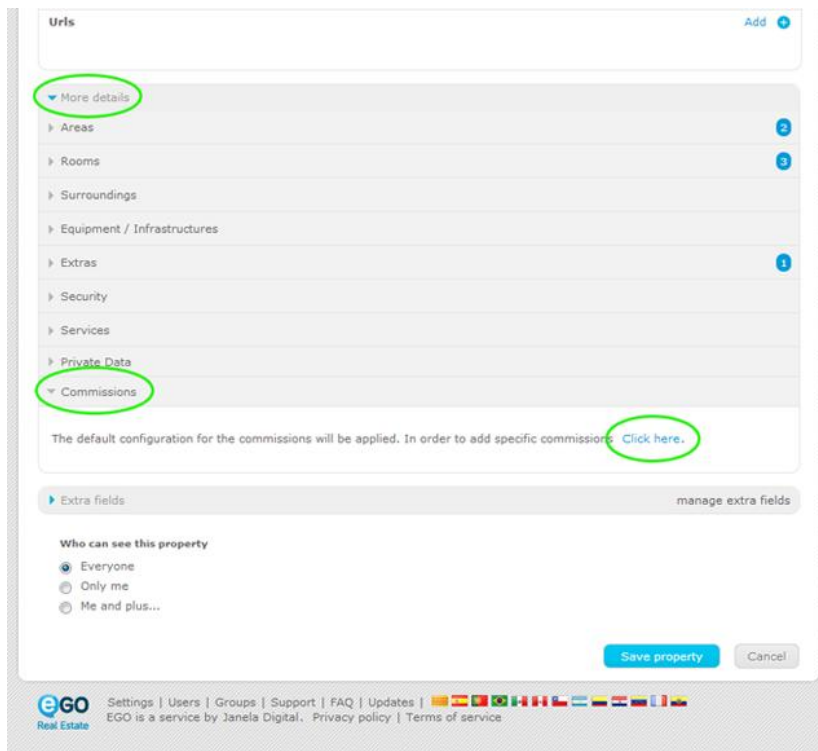 Urls Add
More details
Areas 2
Rooms 3
Surroundings
Equipment / Infrastructures
Extras 1
Security
Services
Private Data
Commissions
The default configuration for the commissions will be applied. In order to add specific commissions Click here.
Extra fields manage extra fields
Who can see this property
Everyone
Only me
Me and plus...
Save property Cancel
eGO Settings | Users | Groups | Support | FAQ | Updates |
Real Estate EGO is a service by Janela Digital. Privacy policy | Terms of service